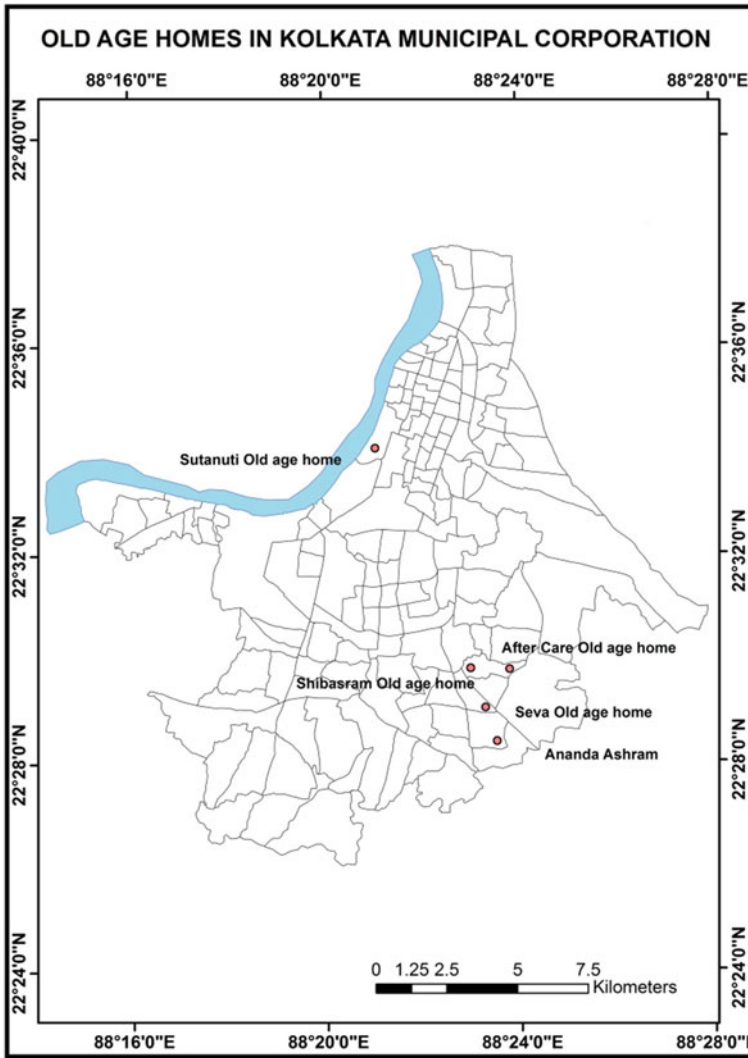 OLD AGE HOMES IN KOLKATA MUNICIPAL CORPORATION
88°16'0"E 88°20'0"E 88°24'0"E 88°28'0"E
22°40'0"N
22°36'0"N 22°36'0"N
Sutanuti Old age home
22°32'0"N 22°32'0"N
After Care Old age home
Shibasram Old age home
Seva Old age home
Ananda Ashram
22°28'0"N 22°28'0"N
22°24'0"N 22°24'0"N
0 1.25 2.5 5 7.5
Kilometers
88°16'0"E 88°20'0"E 88°24'0"E 88°28'0"